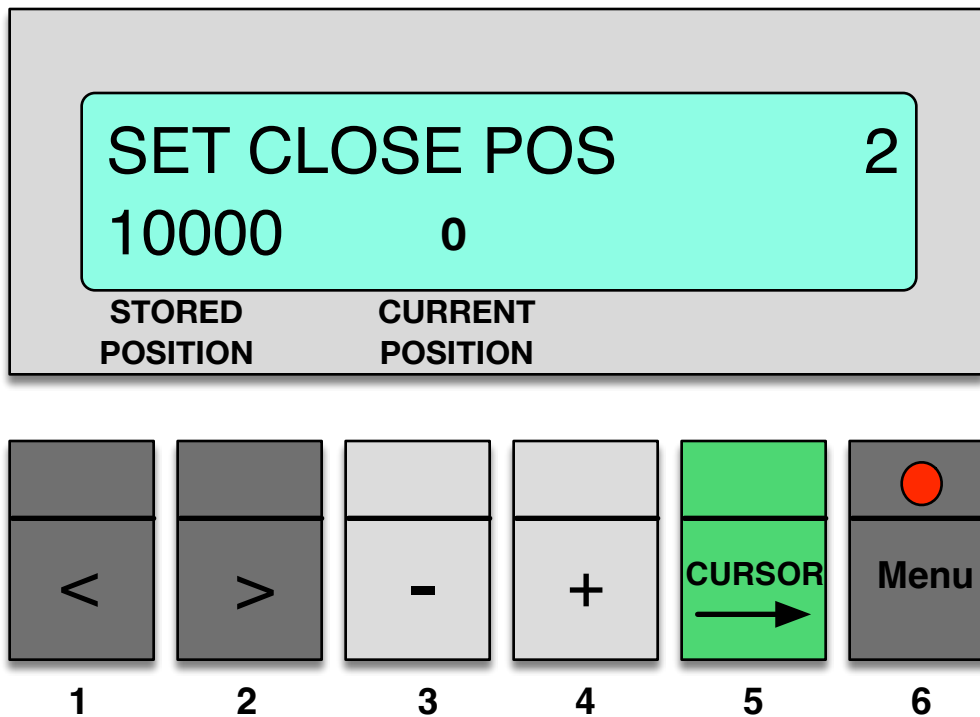 SET CLOSE POS 2
10000 0
STORED POSITION
CURRENT POSITION
< > - + CURSOR Menu
1 2 3 4 5 6